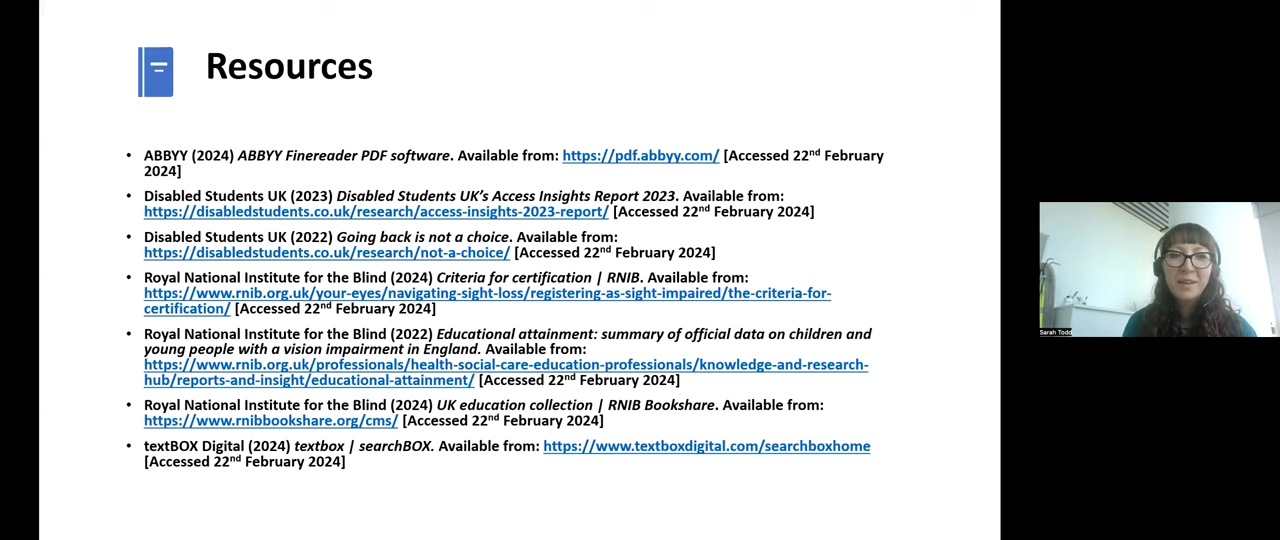 Resources
• ABBYY (2024) ABBYY Finereader PDF software. Available from: https://pdf.abbyy.com/ [Accessed 22nd February
2024]
• Disabled Students UK (2023) Disabled Students UK’s Access Insights Report 2023. Available from:
https://disabledstudents.co.uk/research/access-insights-2023-report/ [Accessed 22nd February 2024]
• Disabled Students UK (2022) Going back is not a choice. Available from:
https://disabledstudents.co.uk/research/not-a-choice/ [Accessed 22nd February 2024]
• Royal National Institute for the Blind (2024) Criteria for certification | RNIB. Available from:
https://www.rnib.org.uk/your-eyes/navigating-sight-loss/registering-as-sight-impaired/the-criteria-for-
certification/ [Accessed 22nd February 2024]
• Royal National Institute for the Blind (2022) Educational attainment: summary of official data on children and
young people with a vision impairment in England. Available from:
https://www.rnib.org.uk/professionals/health-social-care-education-professionals/knowledge-and-research-
hub/reports-and-insight/educational-attainment/ [Accessed 22nd February 2024]
• Royal National Institute for the Blind (2024) UK education collection | RNIB Bookshare. Available from:
https://www.rnibbookshare.org/cms/ [Accessed 22nd February 2024]
• textBOX Digital (2024) textbox | searchBOX. Available from: https://www.textboxdigital.com/searchboxhome
[Accessed 22nd February 2024]
Sarah Todd